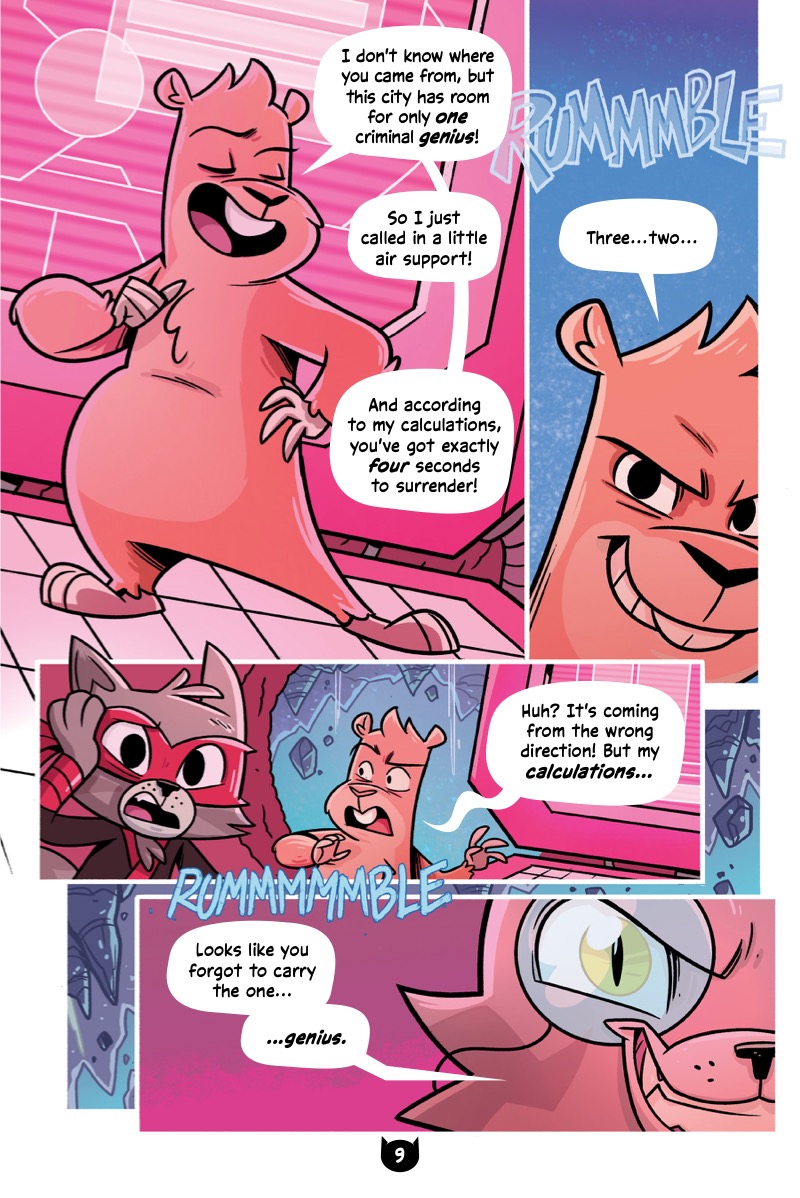 I don't know where
you came from, but
this city has room
for only one
criminal genius!
So I just
called in a little
air support!
And according
to my calculations,
you've got exactly
four seconds
to surrender!
RUMMMBLE
Three...two...
Huh? It's coming
from the wrong
direction! But my
calculations...
RUMMMMMBLE
Looks like you
forgot to carry
the one...
...genius.
9